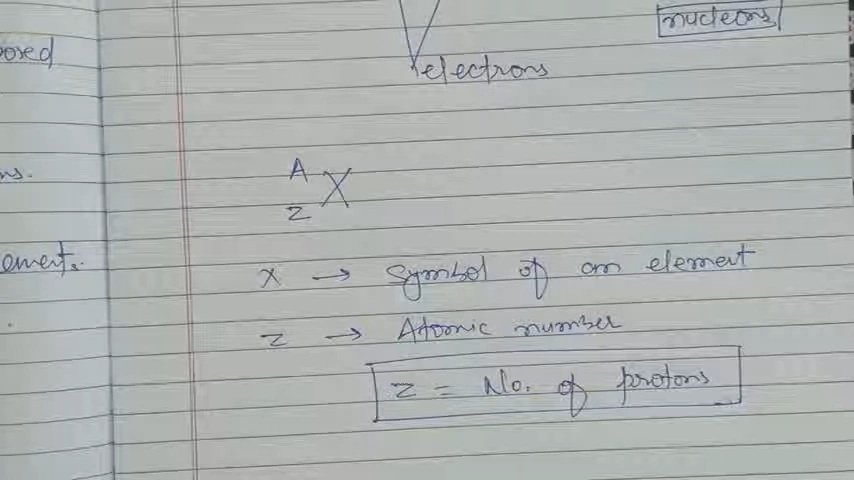 nucleons
electrons
A
X
Z
X → Symbol of an element
Z → Atomic number
Z = No. of protons